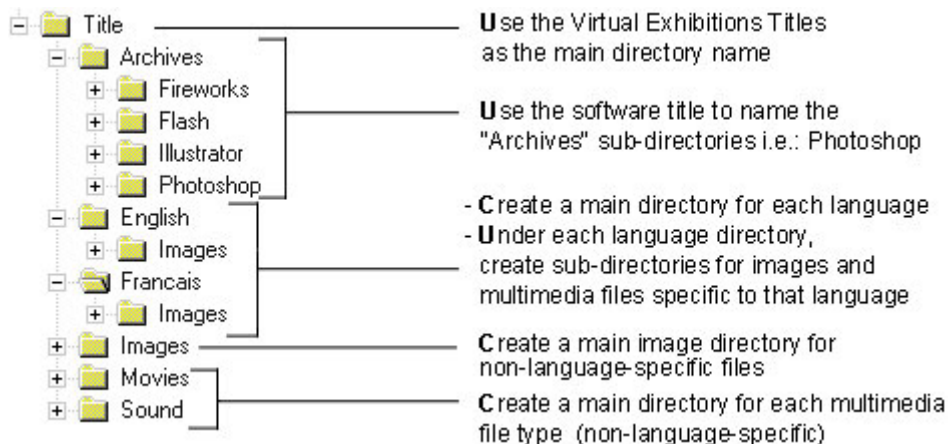 Title
Archives
Fireworks
Flash
Illustrator
Photoshop
English
Images
Francais
Images
Images
Movies
Sound
Use the Virtual Exhibitions Titles
as the main directory name
Use the software title to name the
"Archives" sub-directories i.e.: Photoshop
- Create a main directory for each language
- Under each language directory,
create sub-directories for images and
multimedia files specific to that language
Create a main image directory for
non-language-specific files
Create a main directory for each multimedia
file type (non-language-specific)